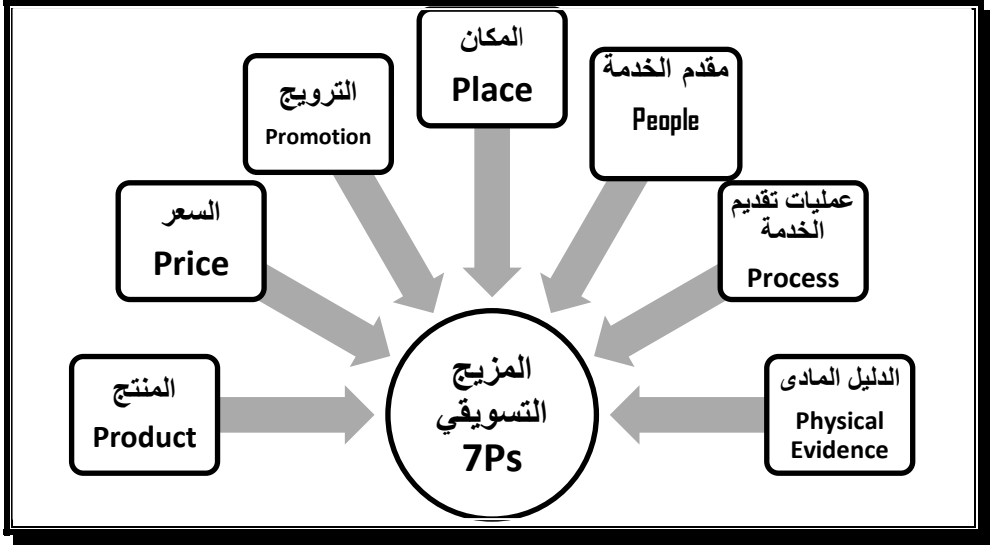 المكان
Place
الترويج
Promotion
مقدم الخدمة
People
السعر
Price
عمليات تقديم
الخدمة
Process
المنتج
Product
الدليل المادى
Physical
Evidence
المزيج
التسويقي
7Ps